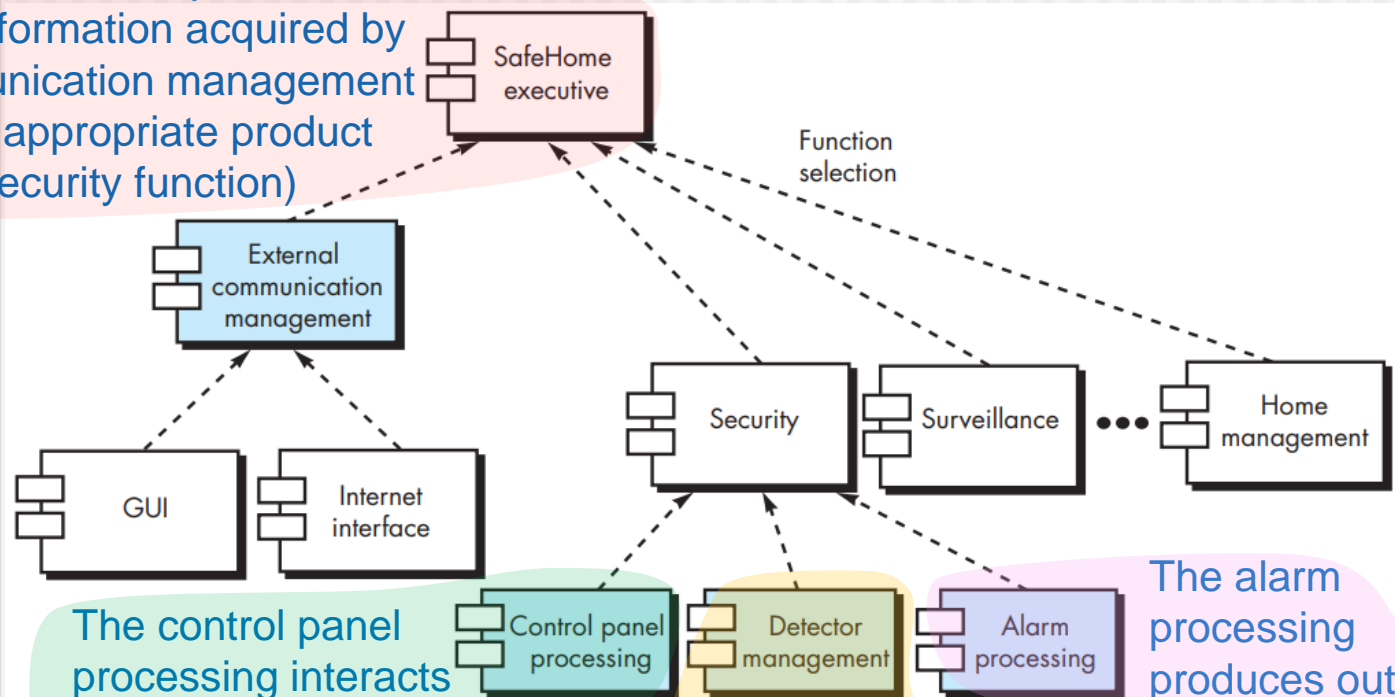 formation acquired by
unication management
appropriate product
ecurity function)
SafeHome
executive
Function
selection
External
communication
management
Security
Surveillance
Home
management
GUI
Internet
interface
The control panel
processing interacts
Control panel
processing
Detector
management
Alarm
processing
The alarm
processing
produces out